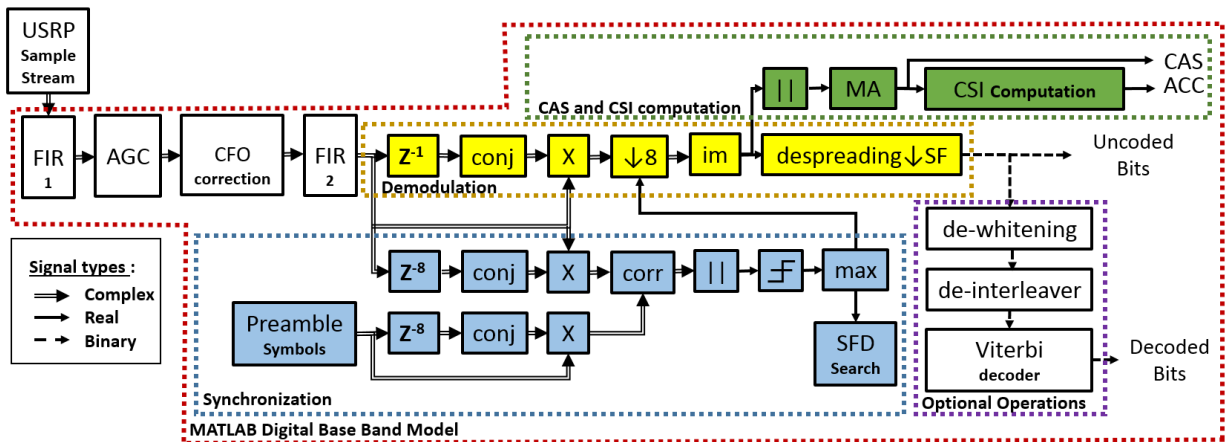 USRP
Sample
Stream
CAS and CSI computation
||
MA
CSI Computation
CAS
ACC
FIR
1
AGC
CFO
correction
FIR
2
Z-1
conj
X
↓8
im
despreading↓SF
Demodulation
Uncoded
Bits
Signal types :
Complex
Real
Binary
Z-8
conj
X
corr
||
max
Preamble
Symbols
Z-8
conj
X
SFD
Search
Synchronization
de-whitening
de-interleaver
Viterbi
decoder
Optional Operations
Decoded
Bits
MATLAB Digital Base Band Model